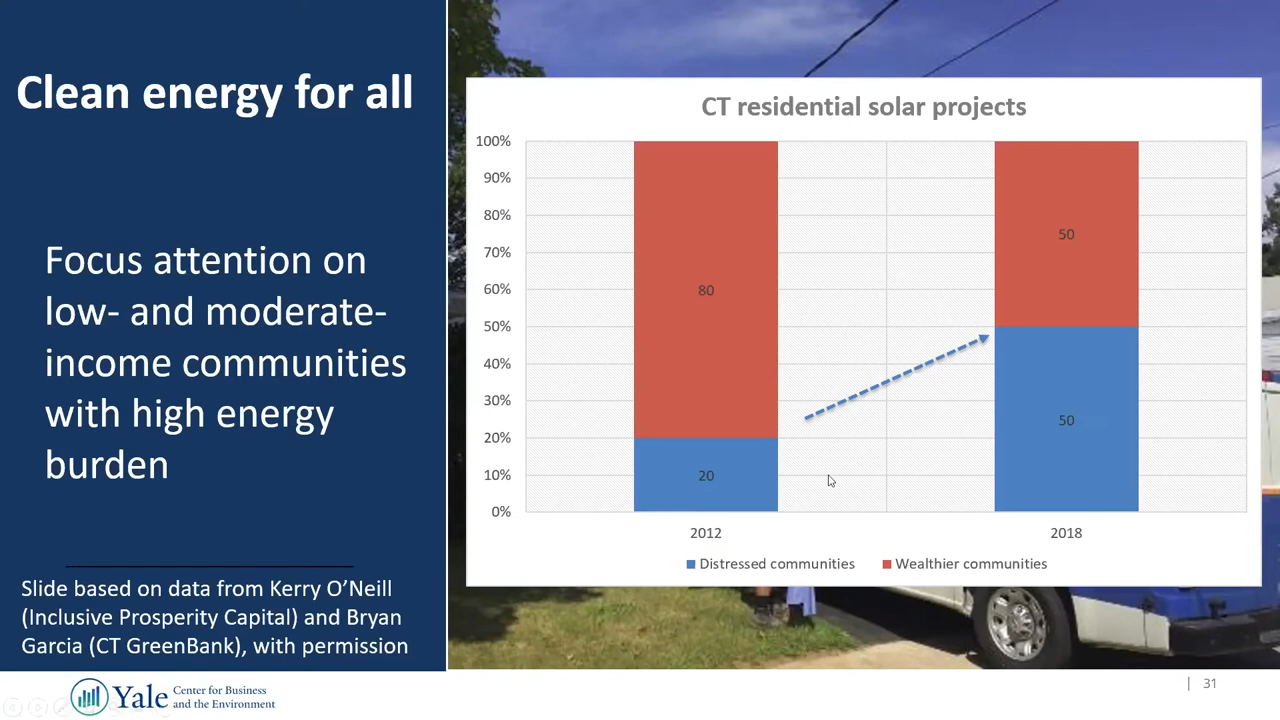 Clean energy for all
Focus attention on
low- and moderate-
income communities
with high energy
burden
Slide based on data from Kerry O’Neill
(Inclusive Prosperity Capital) and Bryan
Garcia (CT GreenBank), with permission
CT residential solar projects
100%
90%
80%
70%
60%
50%
40%
30%
20%
10%
0%
80
20
50
50
2012
2018
Distressed communities
Wealthier communities
Yale
Center for Business
and the Environment
| 31